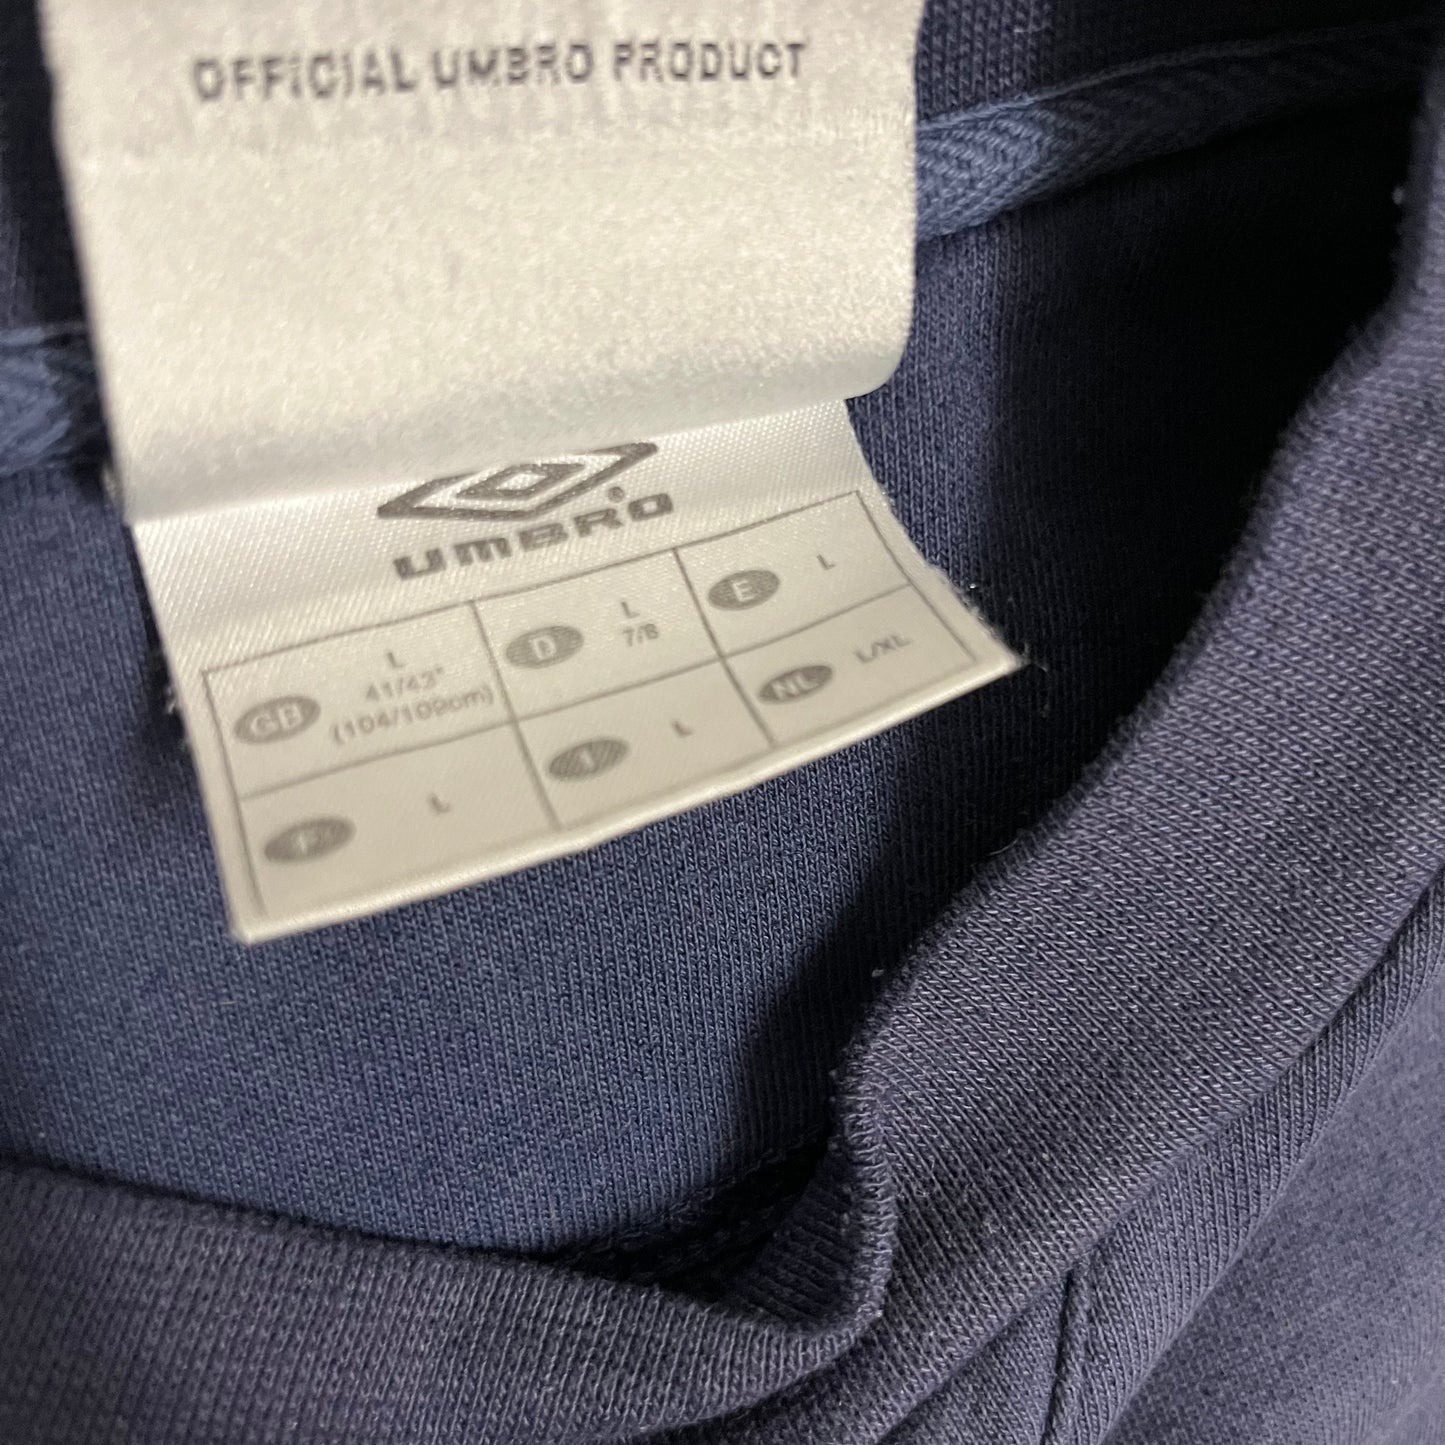 OFFICIAL UMBRO PRODUCT
UMBRO®
GB L
41/43"
(104/109cm)
D L
7/8
E L
F L
I L
NL L/XL